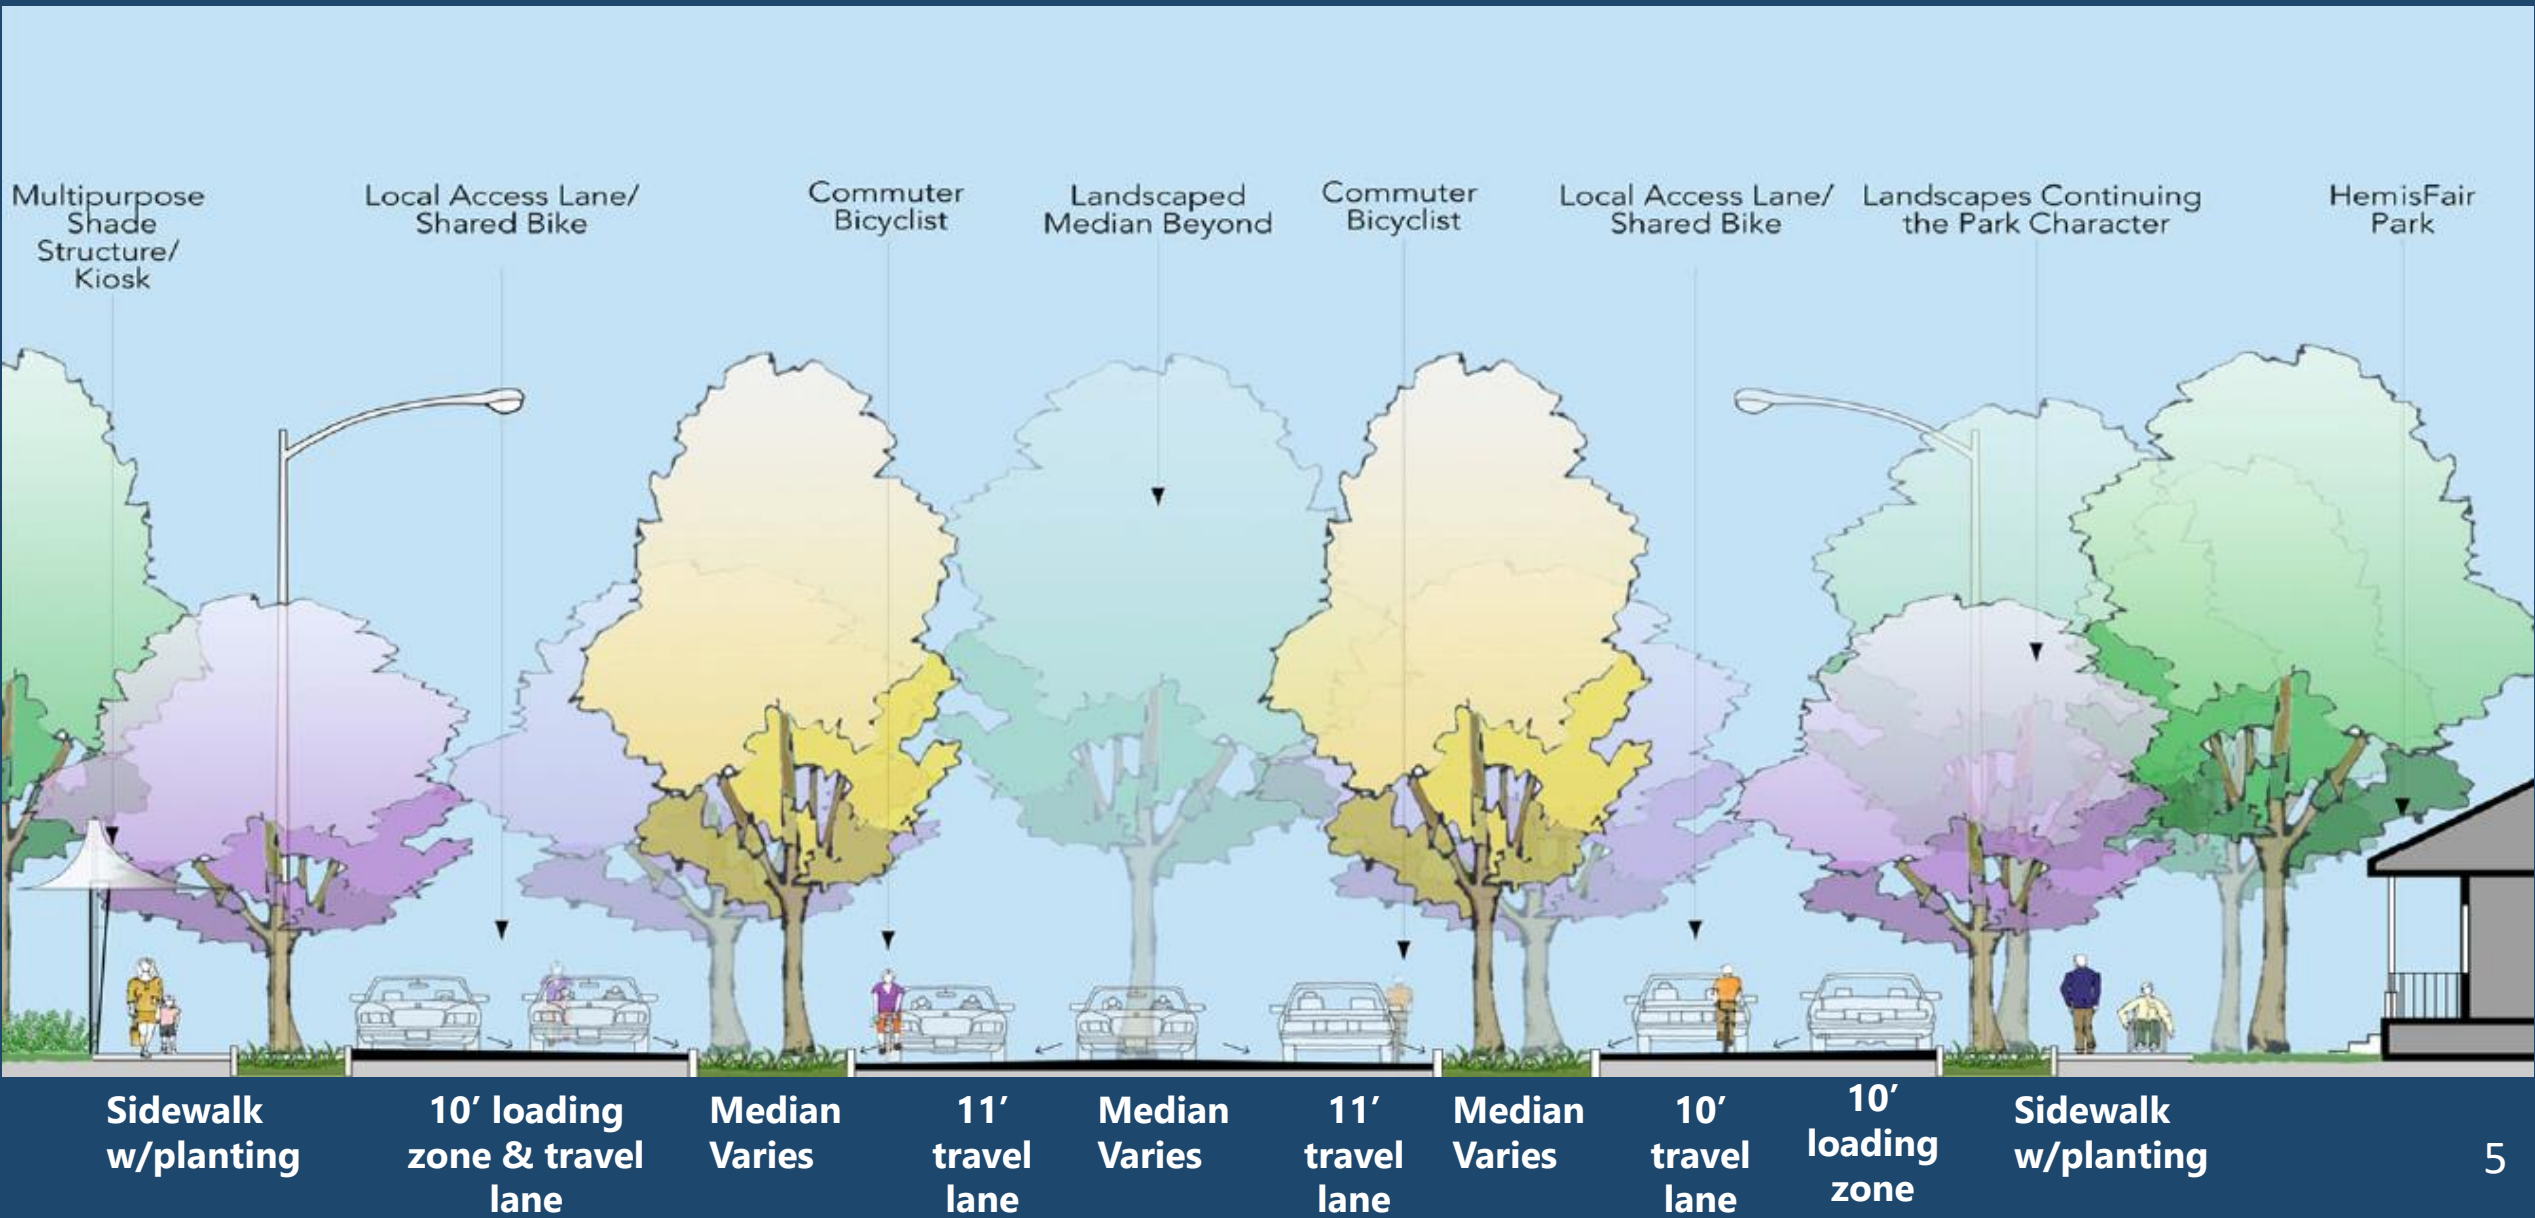 Multipurpose
Shade
Structure/
Kiosk
Local Access Lane/
Shared Bike
Commuter
Bicyclist
Landscaped
Median Beyond
Commuter
Bicyclist
Local Access Lane/
Shared Bike
Landscapes Continuing
the Park Character
HemisFair
Park
Sidewalk
w/planting
10’ loading
zone & travel
lane
Median
Varies
11’
travel
lane
Median
Varies
11’
travel
lane
Median
Varies
10’
travel
lane
10’
loading
zone
Sidewalk
w/planting
5